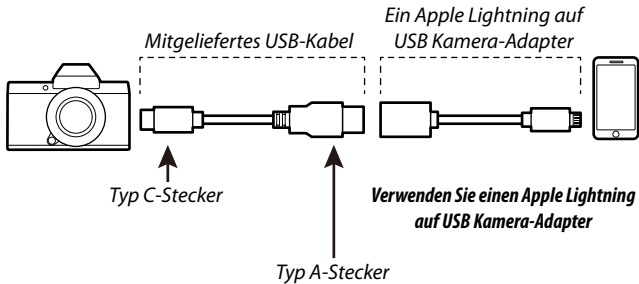 Mitgeliefertes USB-Kabel
Ein Apple Lightning auf
USB Kamera-Adapter
Typ C-Stecker
Typ A-Stecker
Verwenden Sie einen Apple Lightning
auf USB Kamera-Adapter